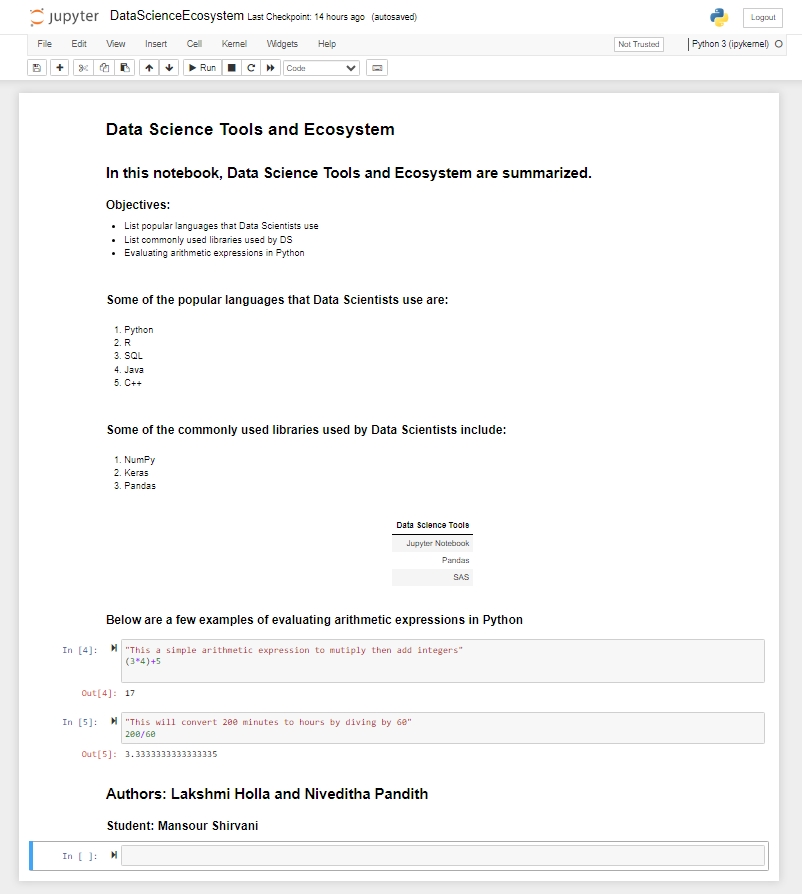 jupyter DataScienceEcosystem Last Checkpoint: 14 hours ago (autosaved)
Logout
File Edit View Insert Cell Kernel Widgets Help
Not Trusted
Python 3 (ipykernel)
Run
Code
Data Science Tools and Ecosystem
In this notebook, Data Science Tools and Ecosystem are summarized.
Objectives:
• List popular languages that Data Scientists use
• List commonly used libraries used by DS
• Evaluating arithmetic expressions in Python
Some of the popular languages that Data Scientists use are:
1. Python
2. R
3. SQL
4. Java
5. C++
Some of the commonly used libraries used by Data Scientists include:
1. NumPy
2. Keras
3. Pandas
Data Science Tools
Jupyter Notebook
Pandas
SAS
Below are a few examples of evaluating arithmetic expressions in Python
In [4]: "This a simple arithmetic expression to mutiply then add integers"
(3*4)+5
Out[4]: 17
In [5]: "This will convert 200 minutes to hours by diving by 60"
200/60
Out[5]: 3.3333333333333335
Authors: Lakshmi Holla and Niveditha Pandith
Student: Mansour Shirvani
In [ ]: